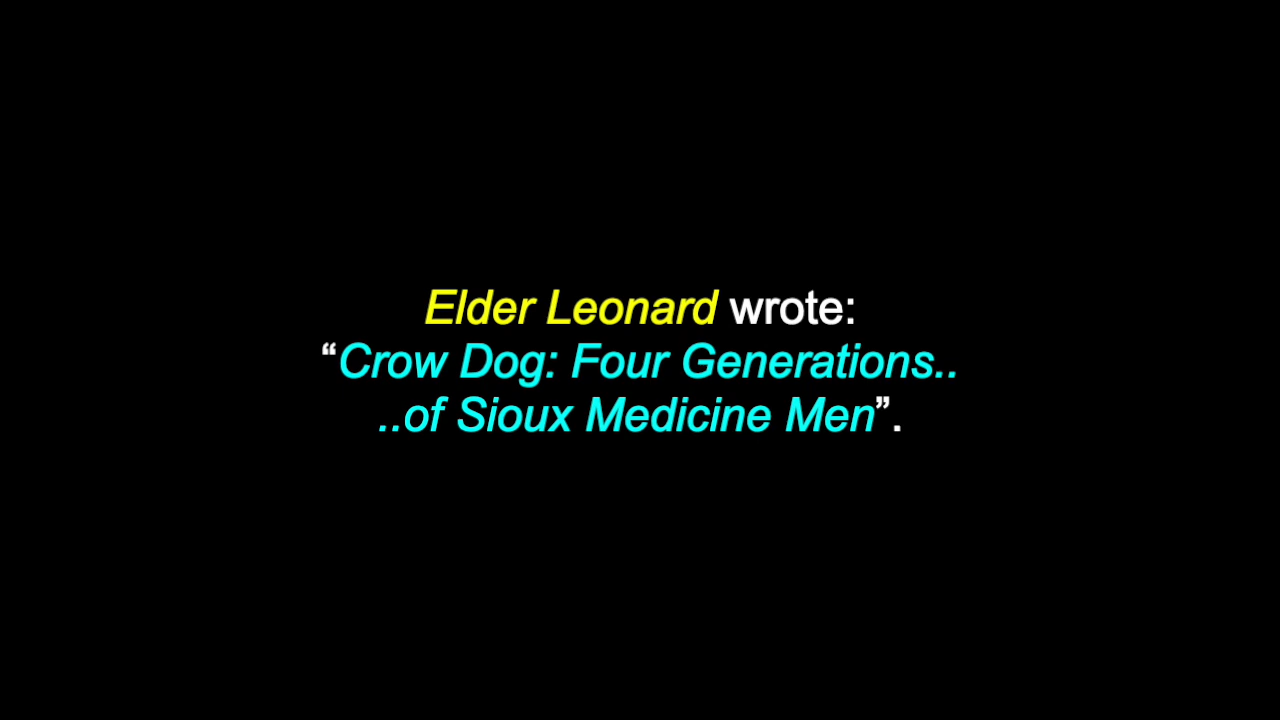 Elder Leonard wrote:
“Crow Dog: Four Generations..
..of Sioux Medicine Men”.